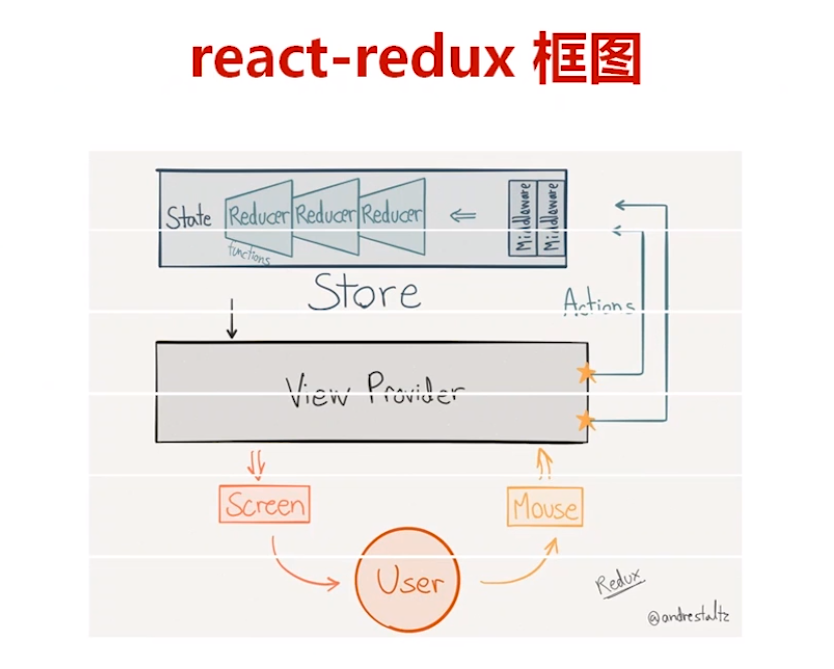 react-redux 框图
State
Reducer
Reducer
Reducer
functions
Middleware
Middleware
Store
Actions
View Provider
Screen
Mouse
User
Redux
@andrestaltz